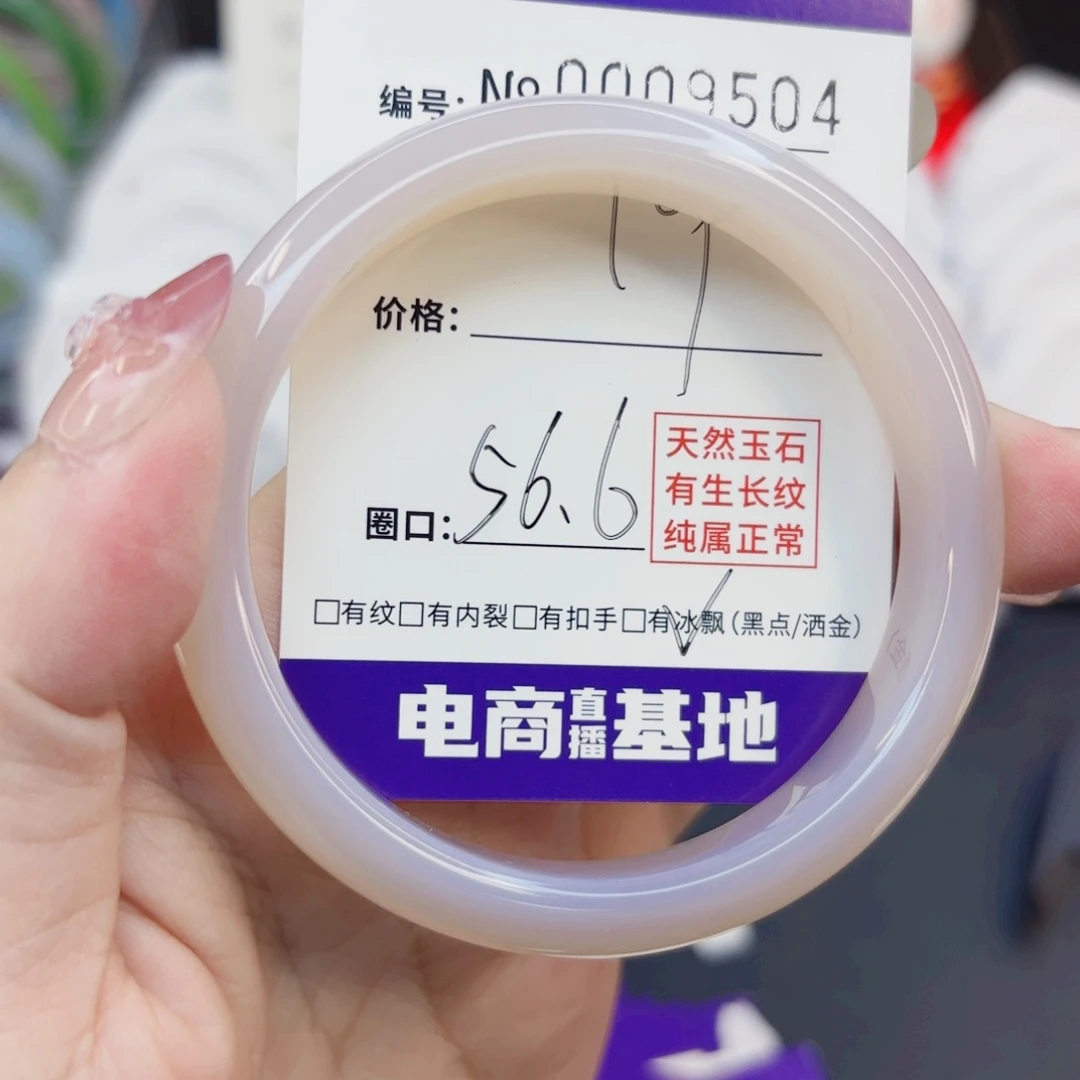 编号: № 0009504
价格:
圈口: 56.6
天然玉石
有生长纹
纯属正常
□有纹□有内裂□有扣手□有冰飘(黑点/洒金)
电商直播基地